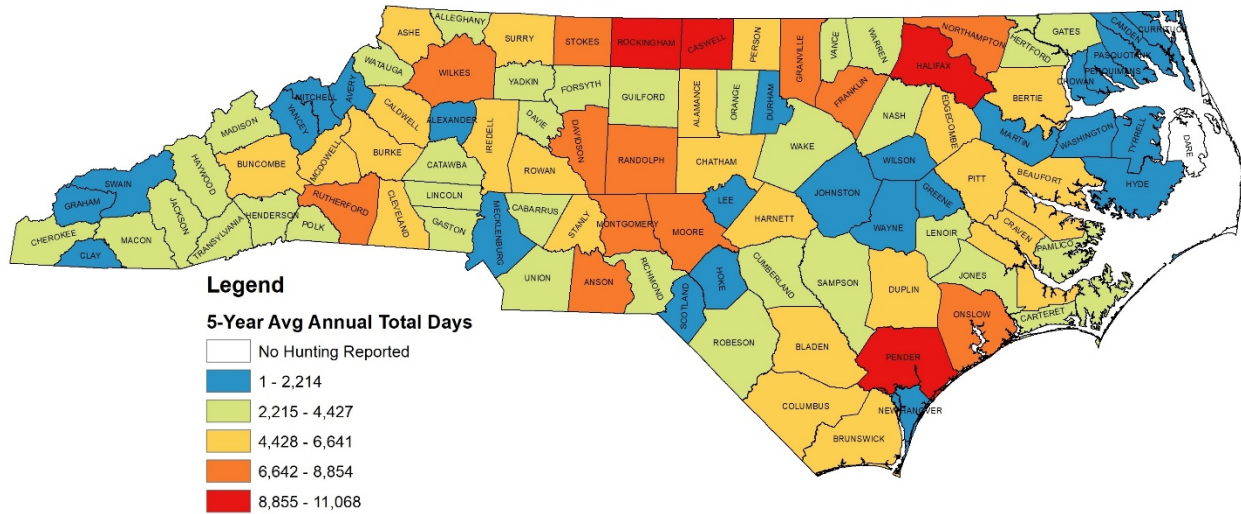 ALLEGHANY
ASHE
SURRY
STOKES
ROCKINGHAM
CASWELL
PERSON
GRANVILLE
VANCE
WARREN
NORTHAMPTON
HERTFORD
GATES
CAMDEN
CURRITUCK
PASQUOTANK
PERQUIMANS
CHOWAN
HALIFAX
WATAUGA
WILKES
YADKIN
FORSYTH
GUILFORD
ALAMANCE
ORANGE
DURHAM
FRANKLIN
BERTIE
MITCHELL
AVERY
YANCEY
CALDWELL
ALEXANDER
IREDELL
DAVIE
NASH
EDGECOMBE
MARTIN
WASHINGTON
TYRRELL
DARE
MADISON
BURKE
MCDOWELL
BUNCOMBE
HAYWOOD
CATAWBA
ROWAN
DAVIDSON
RANDOLPH
CHATHAM
WAKE
WILSON
PITT
BEAUFORT
HYDE
SWAIN
GRAHAM
JACKSON
RUTHERFORD
CLEVELAND
LINCOLN
GASTON
MECKLENBURG
CABARRUS
STANLY
MONTGOMERY
MOORE
LEE
HARNETT
JOHNSTON
GREENE
WAYNE
LENOIR
CRAVEN
PAMLICO
CHEROKEE
CLAY
MACON
TRANSYLVANIA
HENDERSON
POLK
UNION
ANSON
RICHMOND
SCOTLAND
HOKE
CUMBERLAND
SAMPSON
DUPLIN
JONES
ONSLOW
CARTERET
ROBESON
BLADEN
PENDER
COLUMBUS
NEW HANOVER
BRUNSWICK
Legend
5-Year Avg Annual Total Days
No Hunting Reported
1 - 2,214
2,215 - 4,427
4,428 - 6,641
6,642 - 8,854
8,855 - 11,068